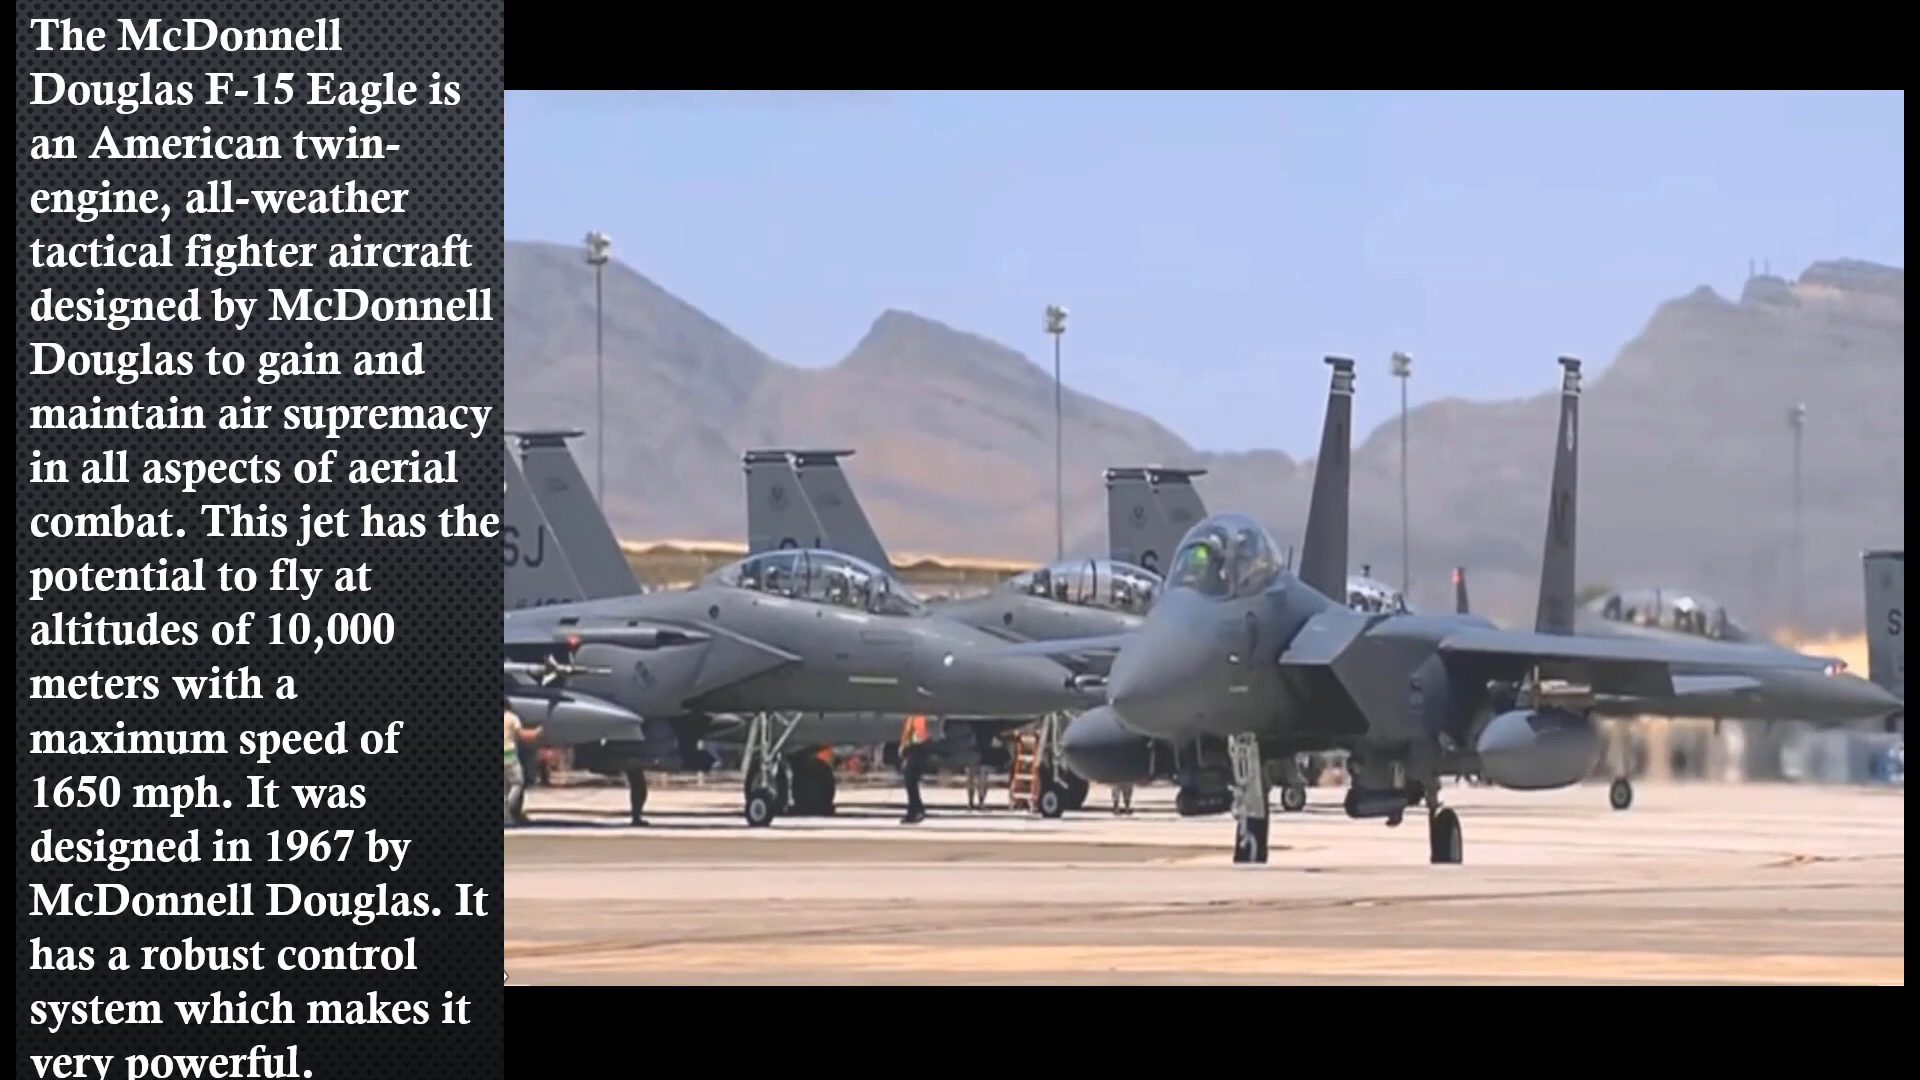 The McDonnell
Douglas F-15 Eagle is
an American twin-
engine, all-weather
tactical fighter aircraft
designed by McDonnell
Douglas to gain and
maintain air supremacy
in all aspects of aerial
combat. This jet has the
potential to fly at
altitudes of 10,000
meters with a
maximum speed of
1650 mph. It was
designed in 1967 by
McDonnell Douglas. It
has a robust control
system which makes it
very powerful.
SJ